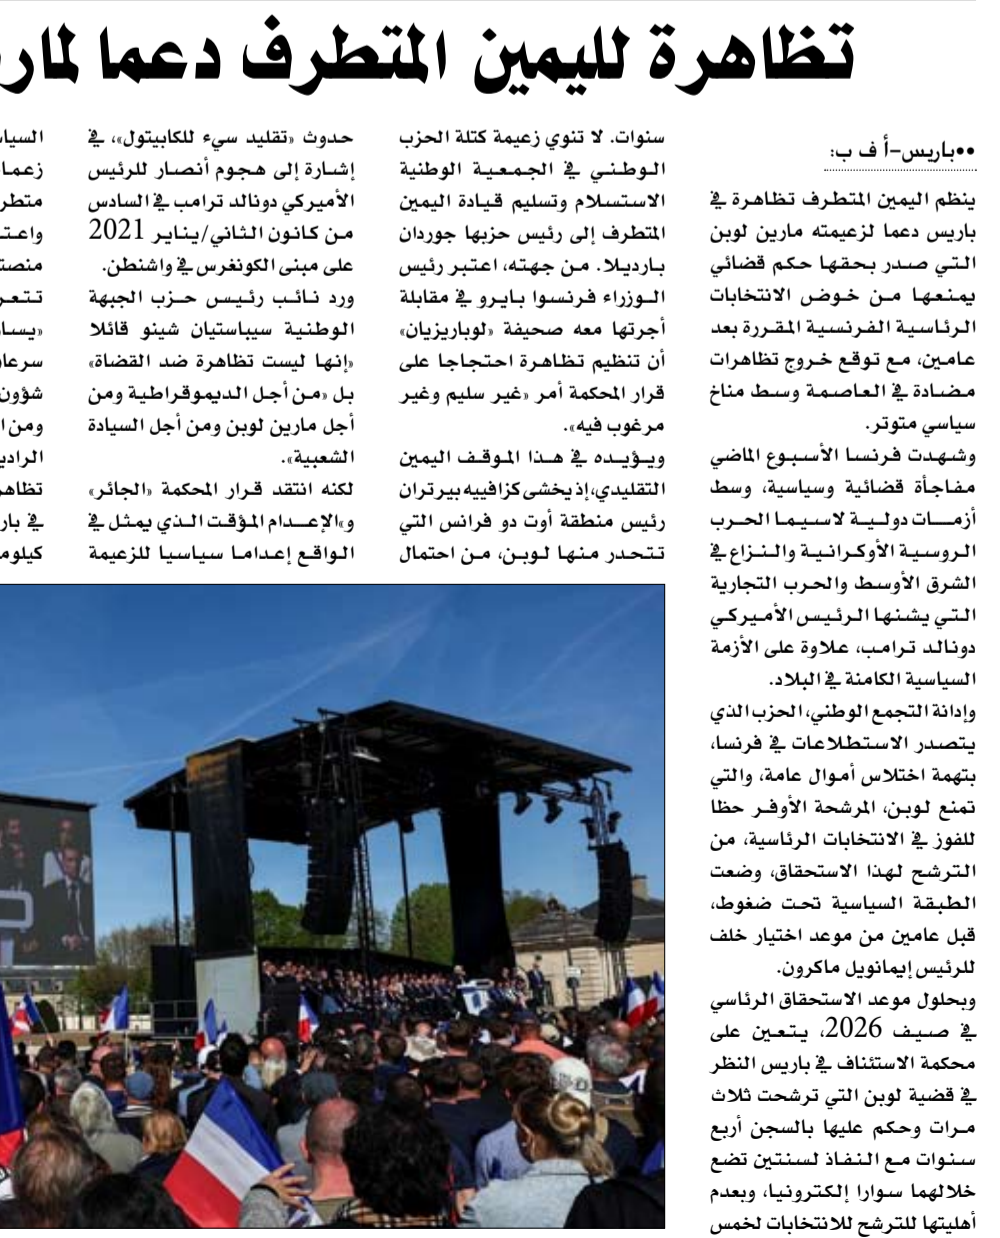 تظاهرة لليمين المتطرف دعما
••باريس-أ ف ب:
ينظم اليمين المتطرف تظاهرة في
باريس دعما لزعيمته مارين لوبن
التي صدر بحقها حكم قضائي
يمنعها من خوض الانتخابات
الرئاسية الفرنسية المقررة بعد
عامين، مع توقع خروج تظاهرات
مضادة في العاصمة وسط مناخ
سياسي متوتر.
وشهدت فرنسا الأسبوع الماضي
مفاجأة قضائية وسياسية، وسط
أزمات دولية لاسيما الحرب
الروسية الأوكرانية والنزاع في
الشرق الأوسط والحرب التجارية
التي يشنها الرئيس الأميركي
دونالد ترامب، علاوة على الأزمة
السياسية الكامنة في البلاد.
وإدانة التجمع الوطني، الحزب الذي
يتصدر الاستطلاعات في فرنسا،
بتهمة اختلاس أموال عامة، والتي
تمنع لوبن، المرشحة الأوفر حظا
للفوز في الانتخابات الرئاسية، من
الترشح لهذا الاستحقاق، وضعت
الطبقة السياسية تحت ضغوط،
قبل عامين من موعد اختيار خلف
للرئيس إيمانويل ماكرون.
وبحلول موعد الاستحقاق الرئاسي
في صيف 2026، يتعين على
محكمة الاستئناف في باريس النظر
في قضية لوبن التي ترشحت ثلاث
مرات وحكم عليها بالسجن أربع
سنوات مع النفاذ لسنتين تضع
خلالهما سوارا إلكترونيا، وبعدم
أهليتها للترشح للانتخابات لخمس
سنوات. لا تنوي زعيمة كتلة الحزب
الوطني في الجمعية الوطنية
الاستسلام وتسليم قيادة اليمين
المتطرف إلى رئيس حزبها جوردان
بارديلا. من جهته، اعتبر رئيس
الوزراء فرنسوا بايرو في مقابلة
أجرتها معه صحيفة «لوباريزيان»
أن تنظيم تظاهرة احتجاجا على
قرار المحكمة أمر «غير سليم وغير
مرغوب فيه».
ويؤيده في هذا الموقف اليمين
التقليدي،إذ يخشى كزافييه بيرتران
رئيس منطقة أوت دو فرانس التي
تتحدر منها لوبن، من احتمال
حدوث «تقليد سيء للكابيتول»، في
إشارة إلى هجوم أنصار للرئيس
الأميركي دونالد ترامب في السادس
من كانون الثاني/يناير 2021
على مبنى الكونغرس في واشنطن.
ورد نائب رئيس حزب الجبهة
الوطنية سيباستيان شينو قائلا
«إنها ليست تظاهرة ضد القضاة»
بل «من أجل الديموقراطية ومن
أجل مارين لوبن ومن أجل السيادة
الشعبية».
لكنه انتقد قرار المحكمة «الجائر»
و»الإعدام المؤقت الذي يمثل في
الواقع إعداما سياسيا للزعيمة
متطر
منصت
تتعر
شؤون
في بار